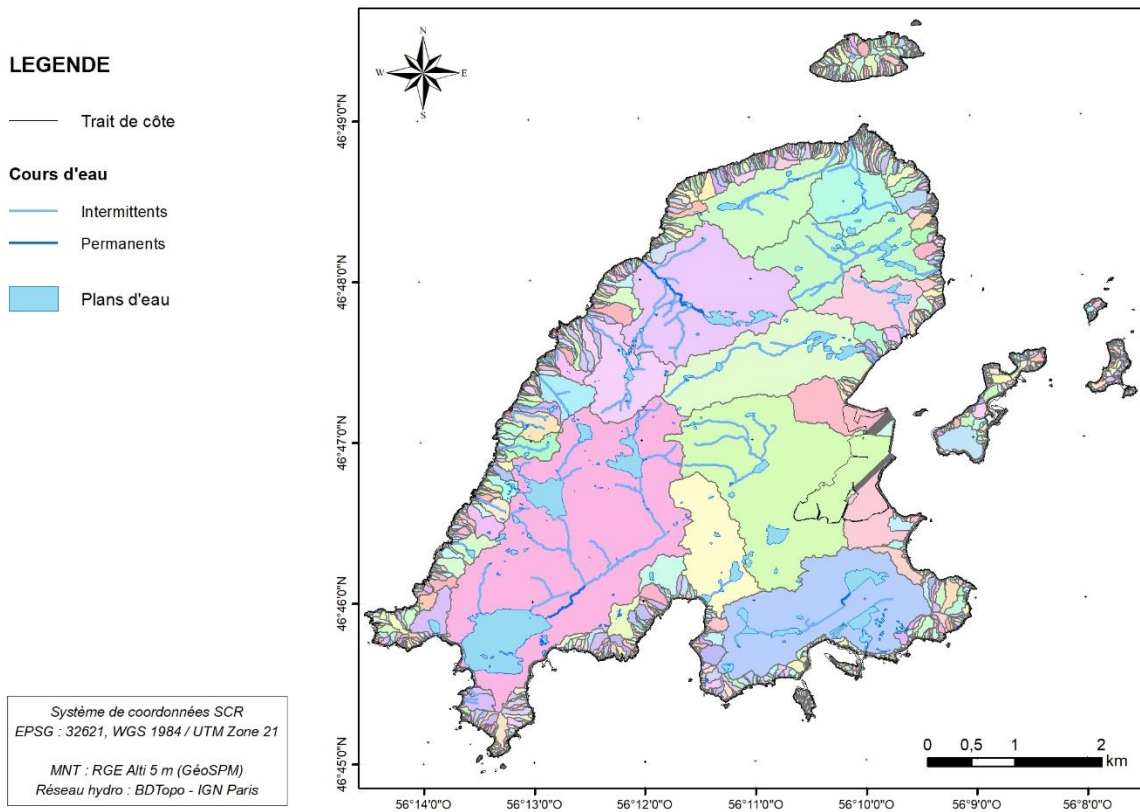 LEGENDE
Trait de côte
Cours d'eau
Intermittents
Permanents
Plans d'eau
Système de coordonnées SCR
EPSG : 32621, WGS 1984 / UTM Zone 21
MNT : RGE Alti 5 m (GéoSPM)
Réseau hydro : BDTopo - IGN Paris
N
W
E
S
46°49'0"N
46°48'0"N
46°47'0"N
46°46'0"N
46°45'0"N
0 0,5 1 2
km
56°14'0"O 56°13'0"O 56°12'0"O 56°11'0"O 56°10'0"O 56°9'0"O 56°8'0"O